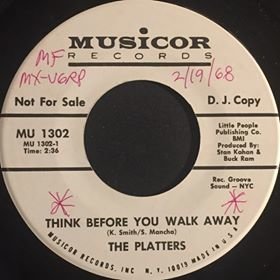 MUSICOR
RECORDS
MF
MX-VGRP
2/19/68
Not For Sale
D. J. Copy
MU 1302
MU 1302-1
Time: 2:36
Little People
Publishing Co.
BMI
Produced By:
Stan Kahan &
Buck Ram
Rec. Groove
Sound - NYC
THINK BEFORE YOU WALK AWAY
(K. Smith/S. Mancha)
THE PLATTERS
MUSICOR RECORDS, INC. N.Y. 10019 MADE IN U.S.A.